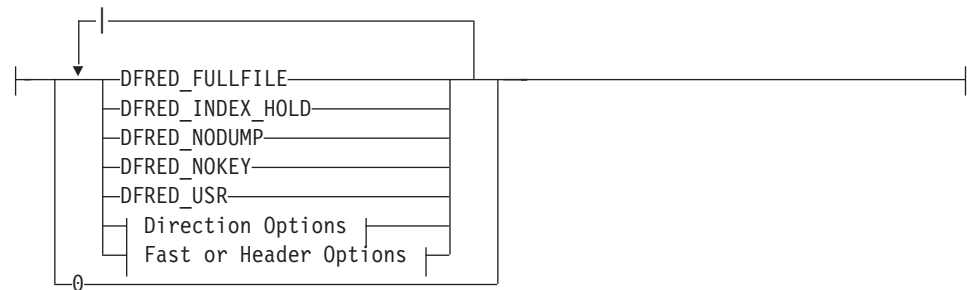 |
DFRED_FULLFILE
DFRED_INDEX_HOLD
DFRED_NODUMP
DFRED_NOKEY
DFRED_USR
Direction Options
Fast or Header Options
0